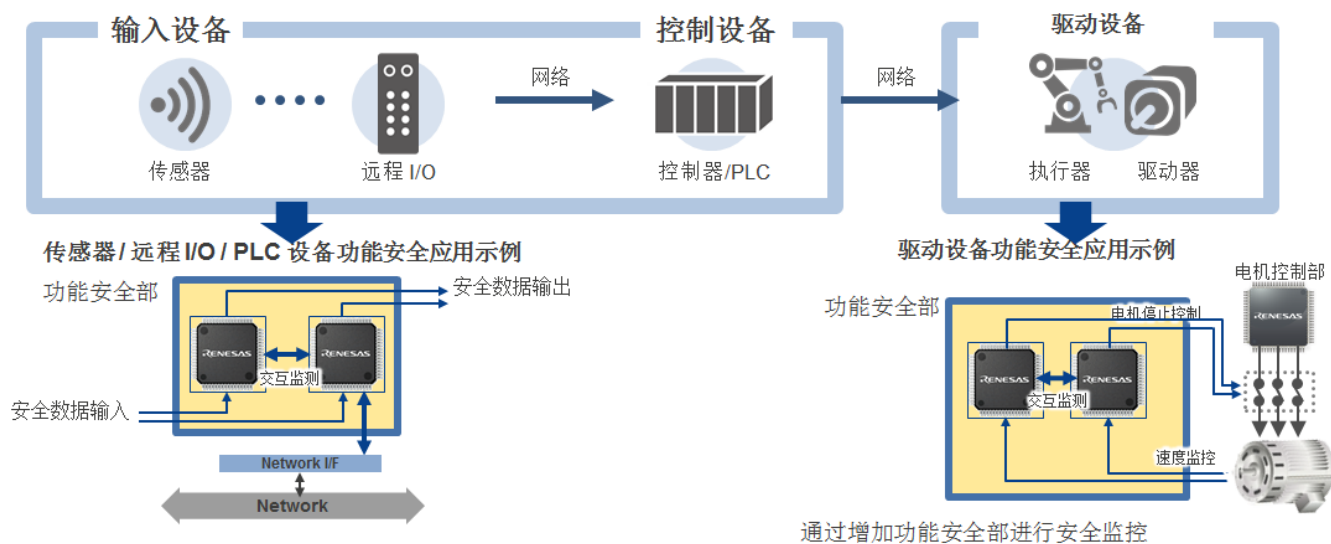 输入设备
控制设备
驱动设备
网络
网络
传感器
远程 I/O
控制器/PLC
执行器
驱动器
传感器 / 远程 I/O / PLC 设备功能安全应用示例
功能安全部
安全数据输出
RENESAS
RENESAS
交互监测
安全数据输入
Network I/F
Network
驱动设备功能安全应用示例
电机控制部
功能安全部
电机停止控制
RENESAS
RENESAS
RENESAS
交互监测
速度监控
通过增加功能安全部进行安全监控